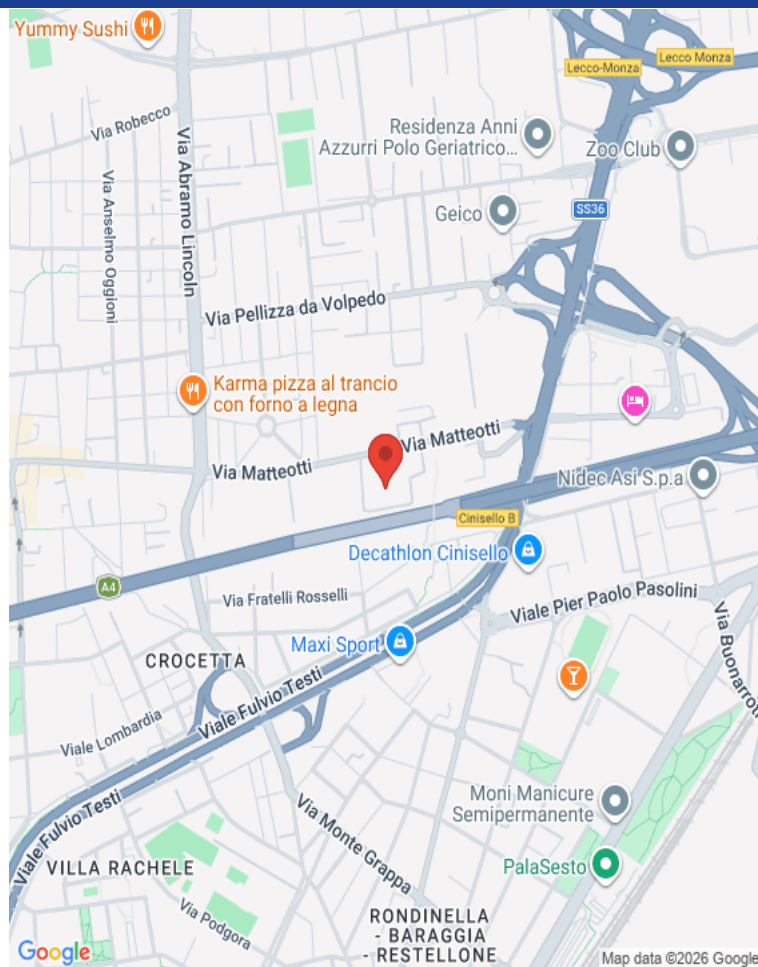 Yummy Sushi
Lecco-Monza
Lecco Monza
Via Robecco
Via Abramo Lincoln
Residenza Anni
Azzurri Polo Geriatrico...
Zoo Club
Via Anselmo Oggioni
Geico
SS36
Via Pellizza da Volpedo
Karma pizza al trancio
con forno a legna
Via Matteotti
Via Matteotti
Nidec Asi S.p.a
Cinisello B
Decathlon Cinisello
A4
Via Fratelli Rosselli
Viale Pier Paolo Pasolini
Via Buonarroti
Maxi Sport
CROCETTA
Viale Fulvio Testi
Viale Lombardia
Moni Manicure
Semipermanente
Viale Fulvio Testi
Via Monte Grappa
VILLA RACHELE
PalaSesto
Via Podgora
RONDINELLA
- BARAGGIA
- RESTELLONE
Google
Map data ©2026 Google